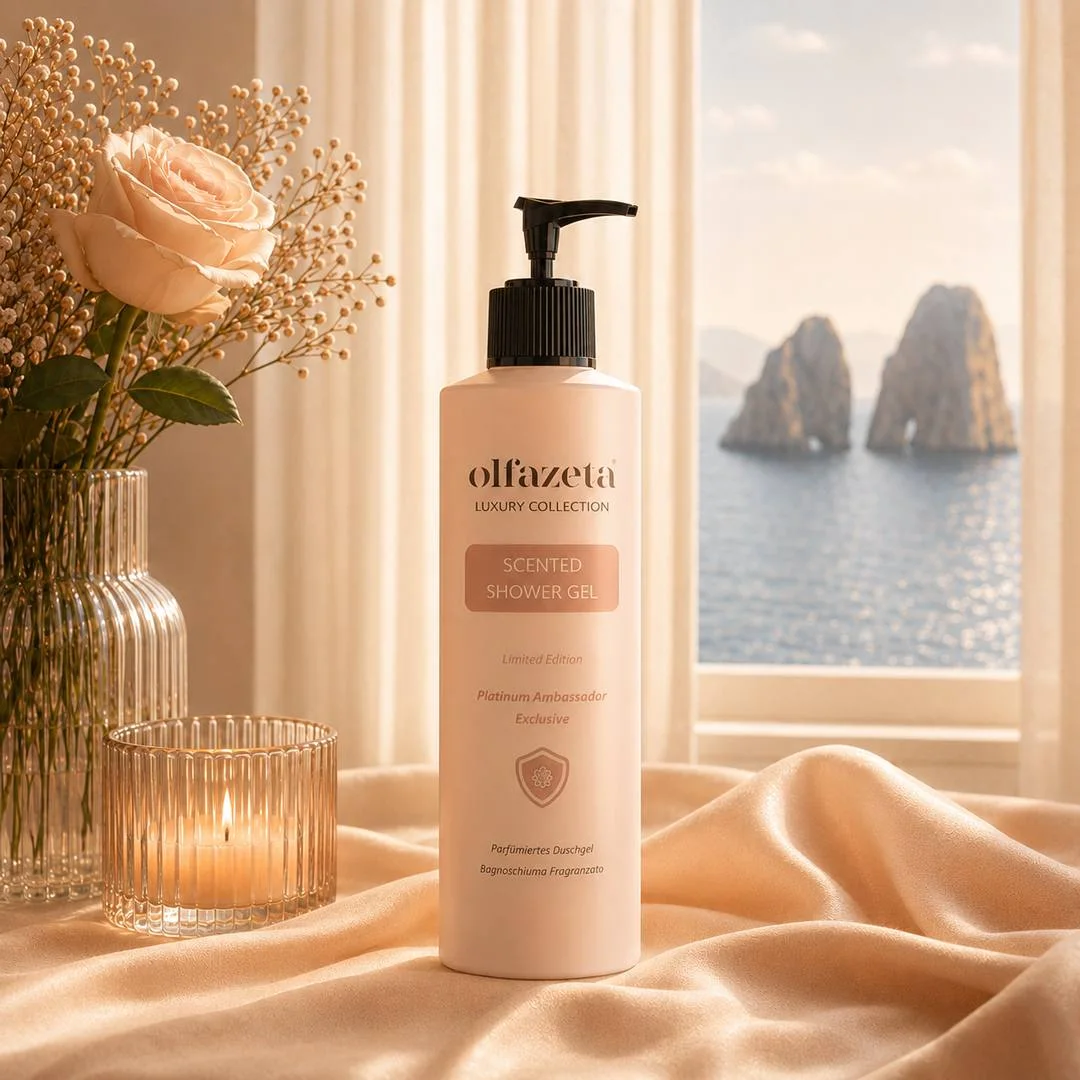 olfazeta®
LUXURY COLLECTION
SCENTED
SHOWER GEL
Limited Edition
Platinum Ambassador
Exclusive
Parfümiertes Duschgel
Bagnoschiuma Fragranzato